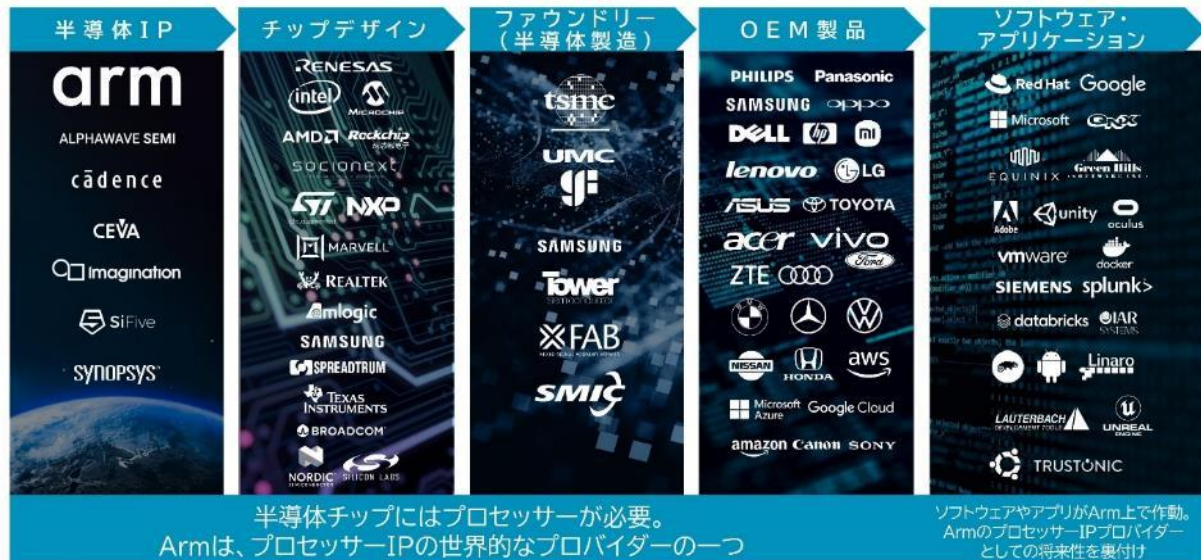 半導体IP
arm
ALPHAWAVE SEMI
cādence
CEVA
Imagination
SiFive
SYNOPSYS
チップデザイン
RENESAS
intel
MICROCHIP
AMD Rockchip
socionext
ST NXP
MARVELL
REALTEK
Amlogic
SAMSUNG
SPREADTRUM
TEXAS INSTRUMENTS
BROADCOM
NORDIC SEMICONDUCTOR SILICON LABS
ファウンドリー
(半導体製造)
tsmc
UMC
gf
SAMSUNG
Tower
semiconductor
XFAB
SMIC
OEM製品
PHILIPS Panasonic
SAMSUNG oppo
DELL hp mi
lenovo LG
ASUS TOYOTA
acer vivo
Ford
ZTE
BMW VW
NISSAN HONDA aws
Microsoft Azure Google Cloud
amazon Canon SONY
ソフトウェア・
アプリケーション
Red Hat Google
Microsoft QNX
EQUINIX Green Hills
SOFTWARE INC.
Adobe unity oculus
vmware docker
SIEMENS splunk>
databricks IAR SYSTEMS
Linaro
LAUTERBACH
DEVELOPMENT TOOLS
UNREAL ENGINE
TRUSTONIC
半導体チップにはプロセッサーが必要。
Armは、プロセッサーIPの世界的なプロバイダーの一つ
ソフトウェアやアプリがArm上で作動。
ArmのプロセッサーIPプロバイダー
としての将来性を裏付け